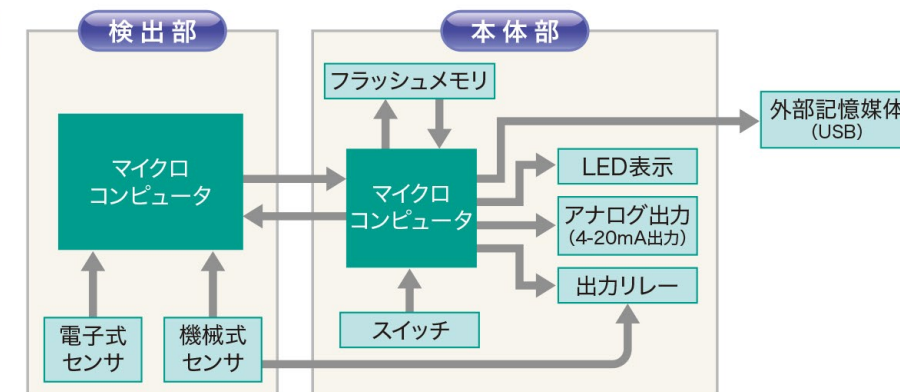 検出部
本体部
フラッシュメモリ
外部記憶媒体
(USB)
マイクロ
コンピュータ
マイクロ
コンピュータ
LED表示
アナログ出力
(4-20mA出力)
出力リレー
電子式
センサ
機械式
センサ
スイッチ